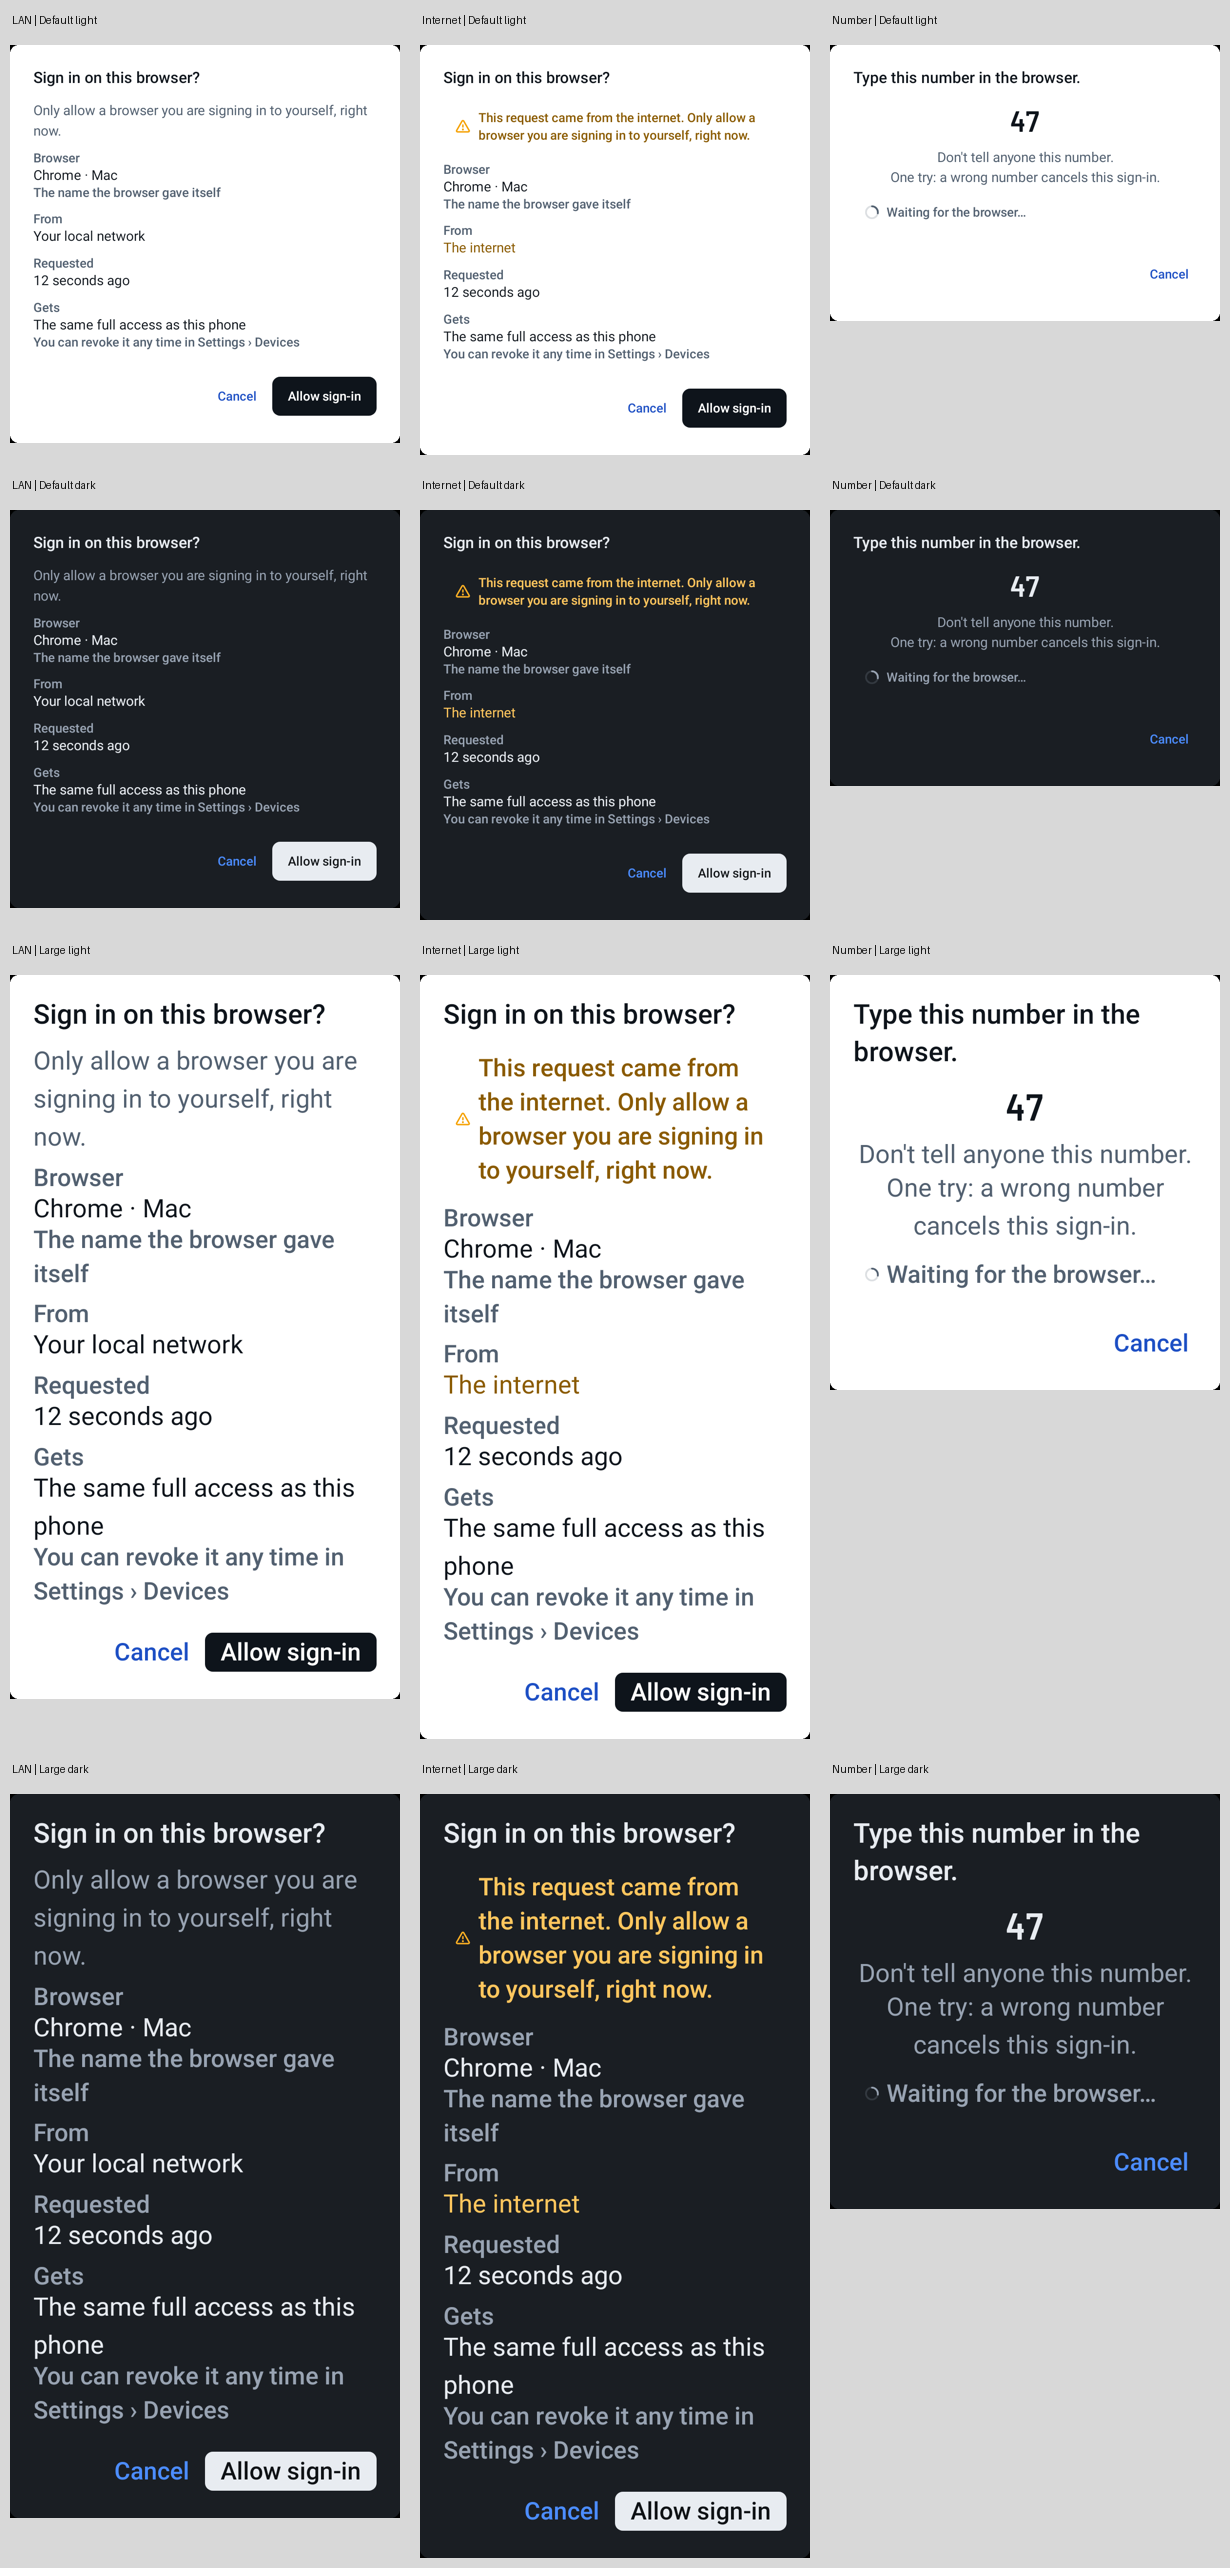 LAN | Default light
Sign in on this browser?
Only allow a browser you are signing in to yourself, right
now.
Browser
Chrome · Mac
The name the browser gave itself
From
Your local network
Requested
12 seconds ago
Gets
The same full access as this phone
You can revoke it any time in Settings › Devices
Cancel
Allow sign-in
Internet | Default light
Sign in on this browser?
This request came from the internet. Only allow a
browser you are signing in to yourself, right now.
Browser
Chrome · Mac
The name the browser gave itself
From
The internet
Requested
12 seconds ago
Gets
The same full access as this phone
You can revoke it any time in Settings › Devices
Cancel
Allow sign-in
Number | Default light
Type this number in the browser.
47
Don't tell anyone this number.
One try: a wrong number cancels this sign-in.
Waiting for the browser…
Cancel
LAN | Default dark
Sign in on this browser?
Only allow a browser you are signing in to yourself, right
now.
Browser
Chrome · Mac
The name the browser gave itself
From
Your local network
Requested
12 seconds ago
Gets
The same full access as this phone
You can revoke it any time in Settings › Devices
Cancel
Allow sign-in
Internet | Default dark
Sign in on this browser?
This request came from the internet. Only allow a
browser you are signing in to yourself, right now.
Browser
Chrome · Mac
The name the browser gave itself
From
The internet
Requested
12 seconds ago
Gets
The same full access as this phone
You can revoke it any time in Settings › Devices
Cancel
Allow sign-in
Number | Default dark
Type this number in the browser.
47
Don't tell anyone this number.
One try: a wrong number cancels this sign-in.
Waiting for the browser…
Cancel
LAN | Large light
Sign in on this browser?
Only allow a browser you are
signing in to yourself, right
now.
Browser
Chrome · Mac
The name the browser gave
itself
From
Your local network
Requested
12 seconds ago
Gets
The same full access as this
phone
You can revoke it any time in
Settings › Devices
Cancel
Allow sign-in
Internet | Large light
Sign in on this browser?
This request came from
the internet. Only allow a
browser you are signing in
to yourself, right now.
Browser
Chrome · Mac
The name the browser gave
itself
From
The internet
Requested
12 seconds ago
Gets
The same full access as this
phone
You can revoke it any time in
Settings › Devices
Cancel
Allow sign-in
Number | Large light
Type this number in the
browser.
47
Don't tell anyone this number.
One try: a wrong number
cancels this sign-in.
Waiting for the browser…
Cancel
LAN | Large dark
Sign in on this browser?
Only allow a browser you are
signing in to yourself, right
now.
Browser
Chrome · Mac
The name the browser gave
itself
From
Your local network
Requested
12 seconds ago
Gets
The same full access as this
phone
You can revoke it any time in
Settings › Devices
Cancel
Allow sign-in
Internet | Large dark
Sign in on this browser?
This request came from
the internet. Only allow a
browser you are signing in
to yourself, right now.
Browser
Chrome · Mac
The name the browser gave
itself
From
The internet
Requested
12 seconds ago
Gets
The same full access as this
phone
You can revoke it any time in
Settings › Devices
Cancel
Allow sign-in
Number | Large dark
Type this number in the
browser.
47
Don't tell anyone this number.
One try: a wrong number
cancels this sign-in.
Waiting for the browser…
Cancel